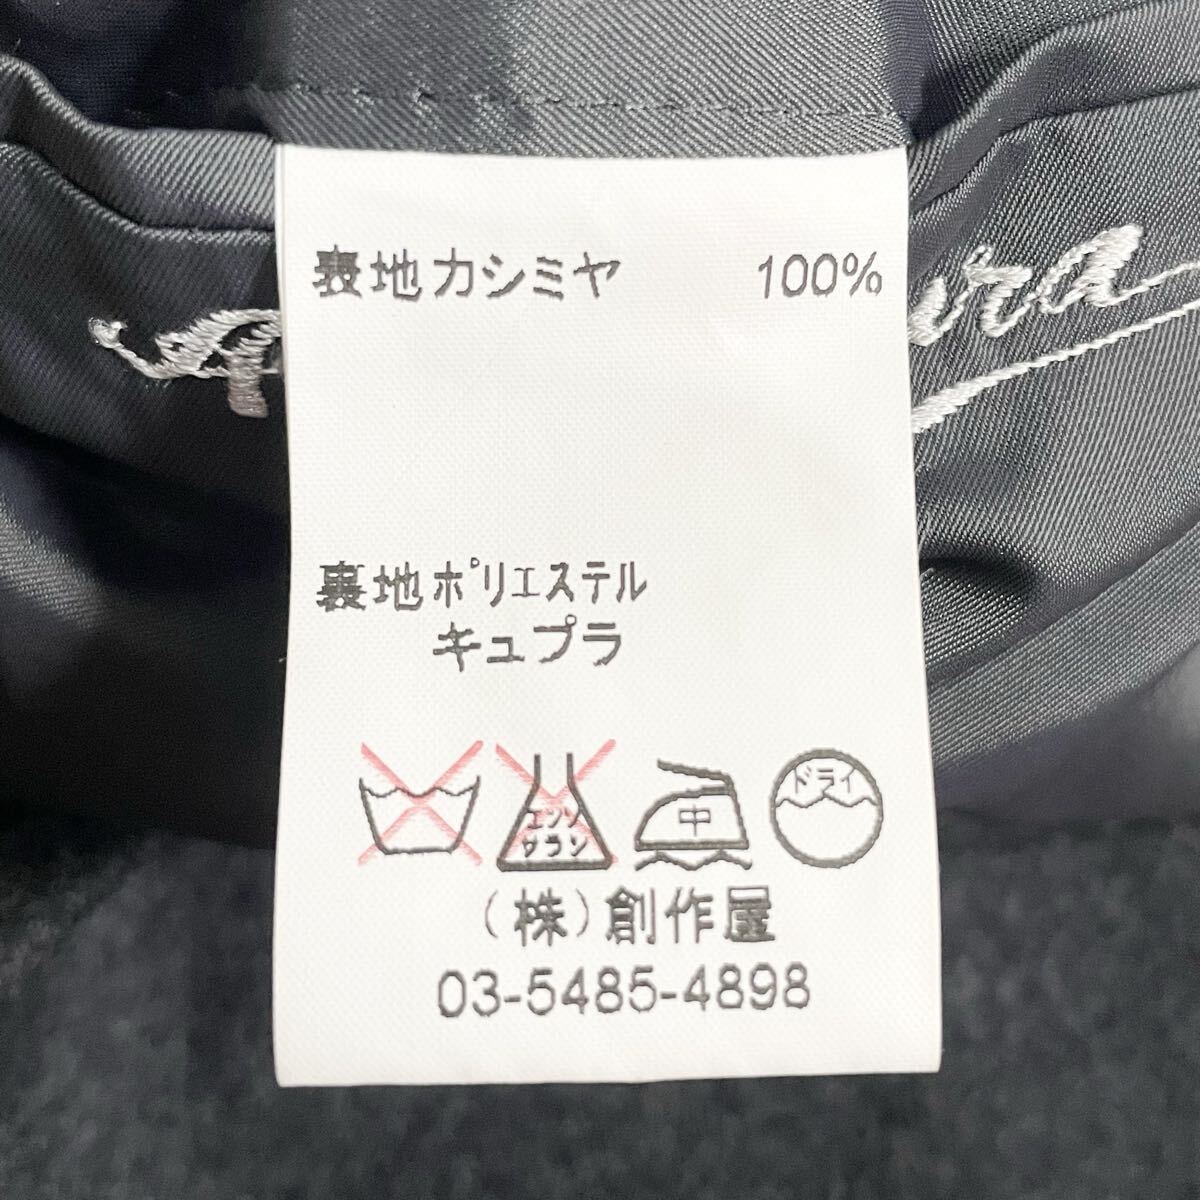 表地カシミヤ 100%
裏地ポリエステル
キュプラ
エンソ
サラシ
中
ドライ
(株)創作屋
03-5485-4898